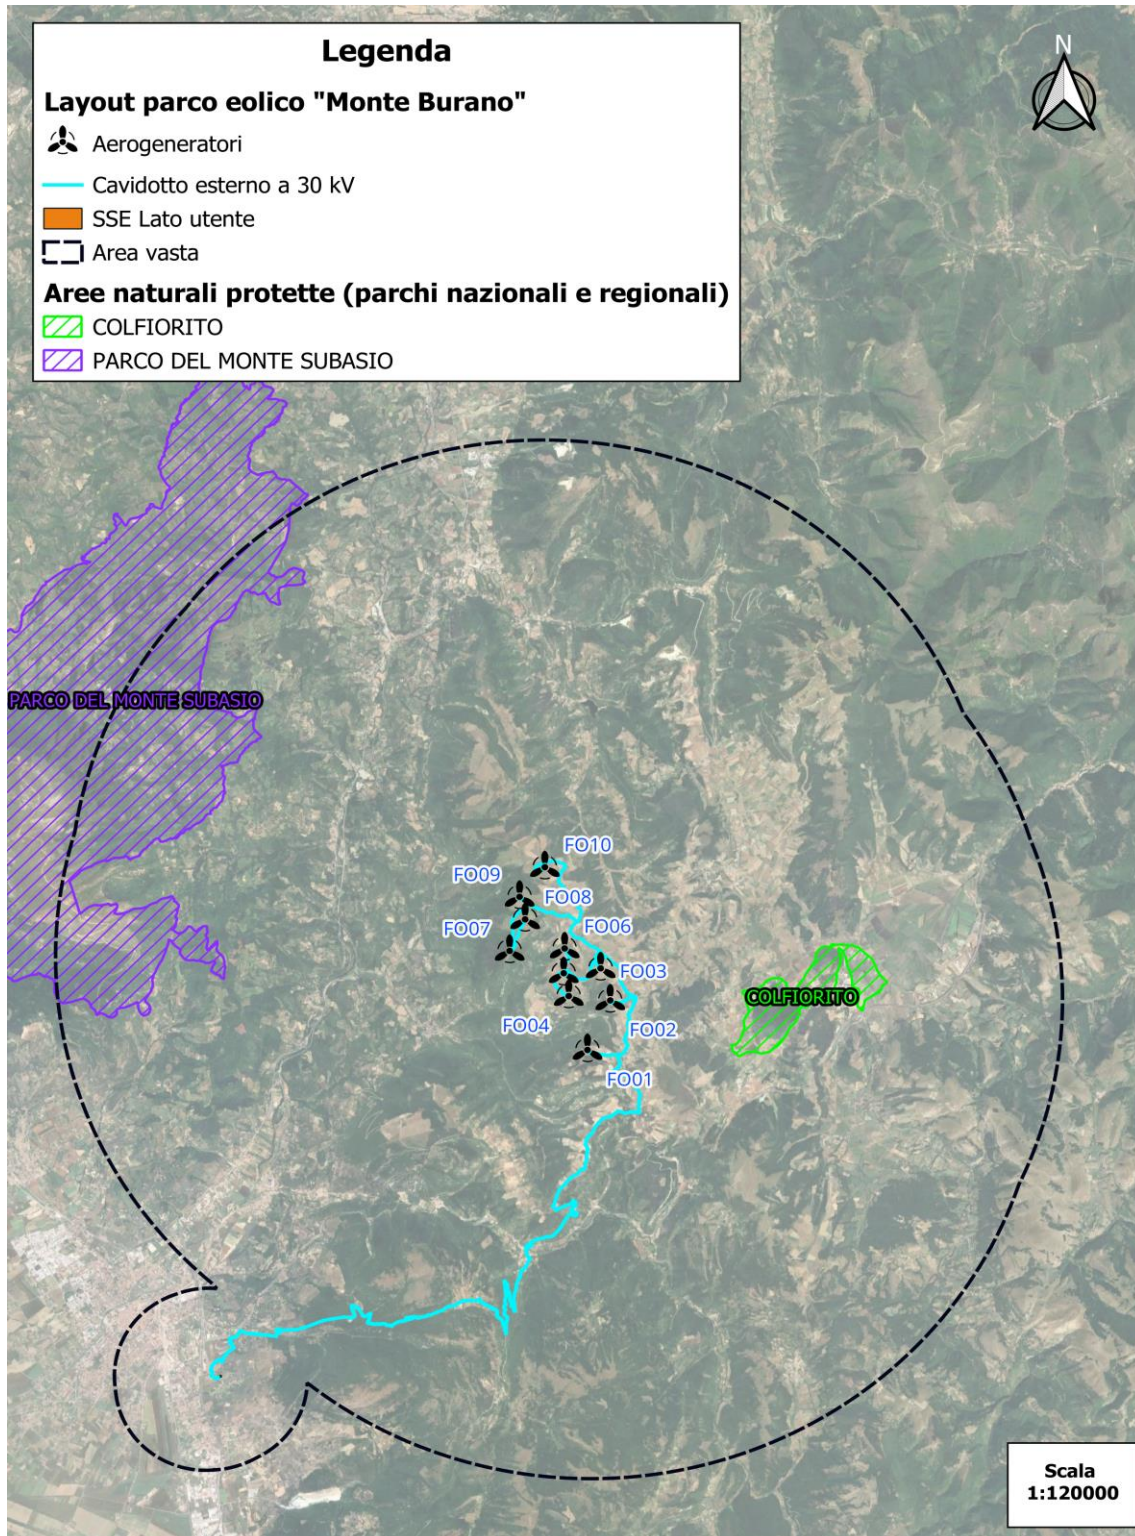 Legenda
Layout parco eolico "Monte Burano"
Aerogeneratori
Cavidotto esterno a 30 kV
SSE Lato utente
Area vasta
Aree naturali protette (parchi nazionali e regionali)
COLFIORITO
PARCO DEL MONTE SUBASIO
N
PARCO DEL MONTE SUBASIO
FO10
FO09
FO08
FO07
FO06
FO03
COLFIORITO
FO04
FO02
FO01
Scala
1:120000